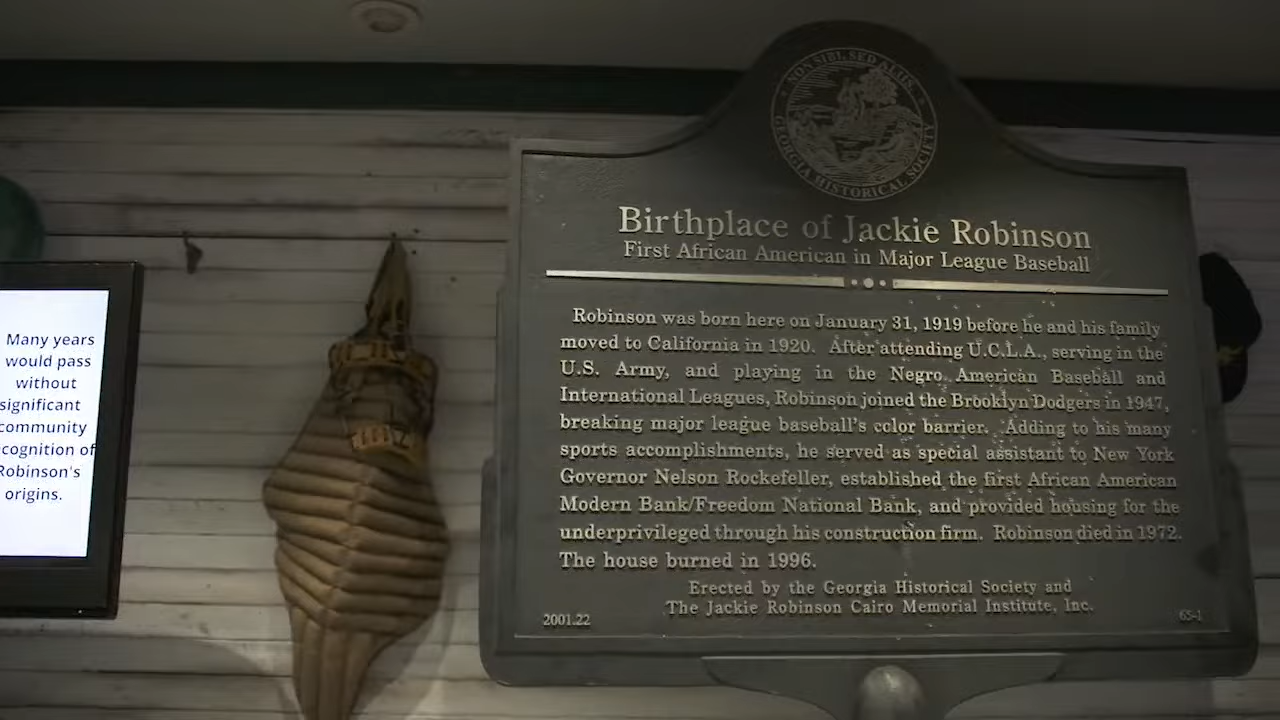 Many years
would pass
without
significant
community
ecognition of
Robinson's
origins.
NON SIBI, SED ALIIS
GEORGIA HISTORICAL SOCIETY
Birthplace of Jackie Robinson
First African American in Major League Baseball
Robinson was born here on January 31, 1919 before he and his family
moved to California in 1920. After attending U.C.L.A., serving in the
U.S. Army, and playing in the Negro American Baseball and
International Leagues, Robinson joined the Brooklyn Dodgers in 1947,
breaking major league baseball's color barrier. Adding to his many
sports accomplishments, he served as special assistant to New York
Governor Nelson Rockefeller, established the first African American
Modern Bank/Freedom National Bank, and provided housing for the
underprivileged through his construction firm. Robinson died in 1972.
The house burned in 1996.
Erected by the Georgia Historical Society and
The Jackie Robinson Cairo Memorial Institute, Inc.
2001.22
65-1